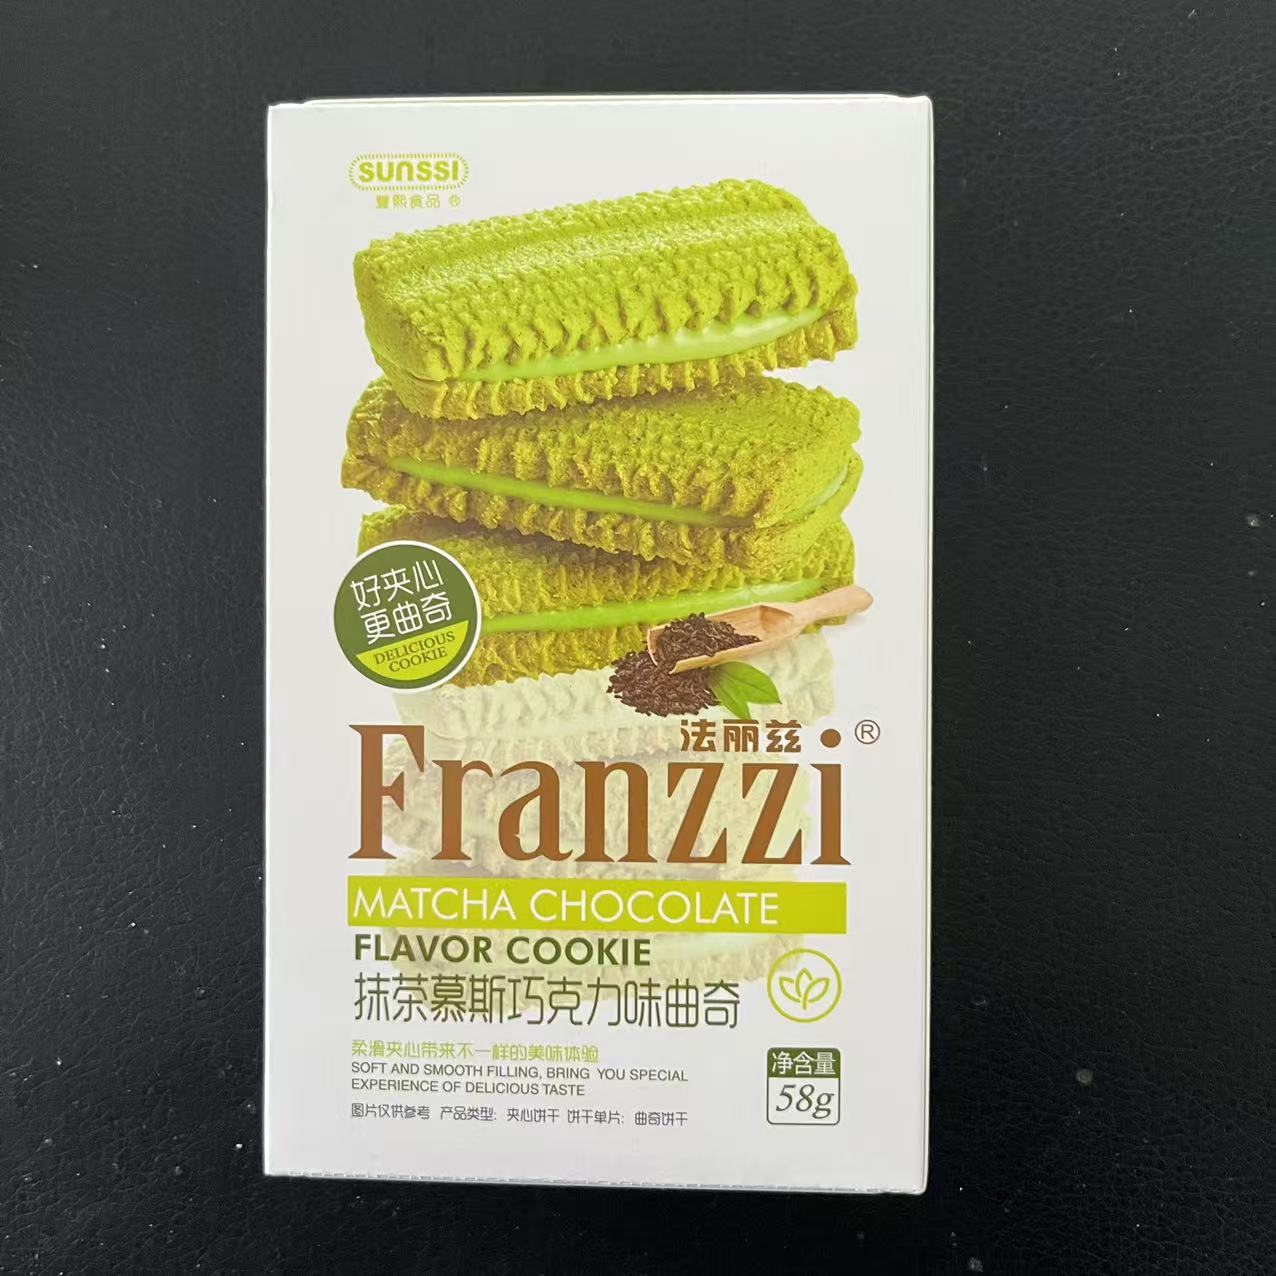 SUNSSI
豐熙食品 ®
好夹心
更曲奇
DELICIOUS
COOKIE
法丽兹
Franzzi ®
MATCHA CHOCOLATE
FLAVOR COOKIE
抹茶慕斯巧克力味曲奇
柔滑夹心带来不一样的美味体验
SOFT AND SMOOTH FILLING, BRING YOU SPECIAL
EXPERIENCE OF DELICIOUS TASTE
图片仅供参考 产品类型: 夹心饼干 饼干单片: 曲奇饼干
净含量
58g